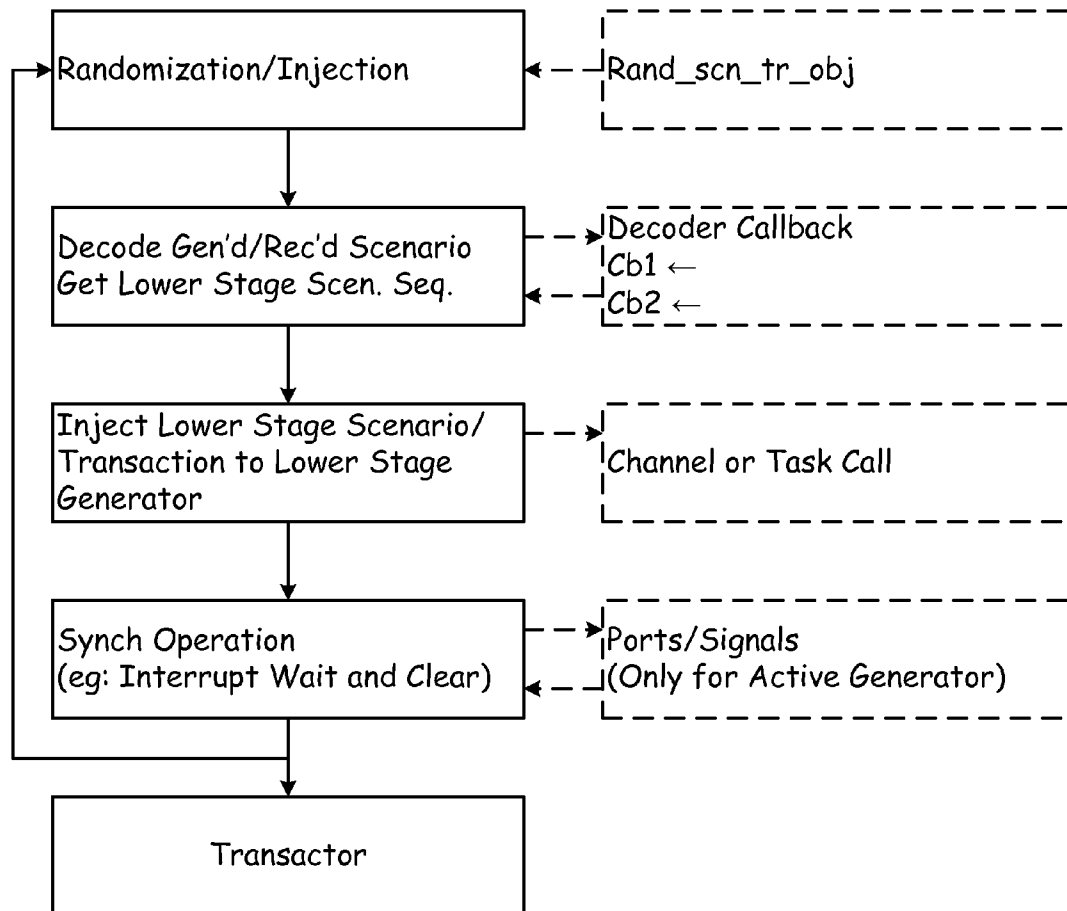 Randomization/Injection
Rand_scn_tr_obj
Decode Gen'd/Rec'd Scenario
Get Lower Stage Scen. Seq.
Decoder Callback
Cb1 ←
Cb2 ←
Inject Lower Stage Scenario/
Transaction to Lower Stage
Generator
Channel or Task Call
Synch Operation
(eg: Interrupt Wait and Clear)
Ports/Signals
(Only for Active Generator)
Transactor